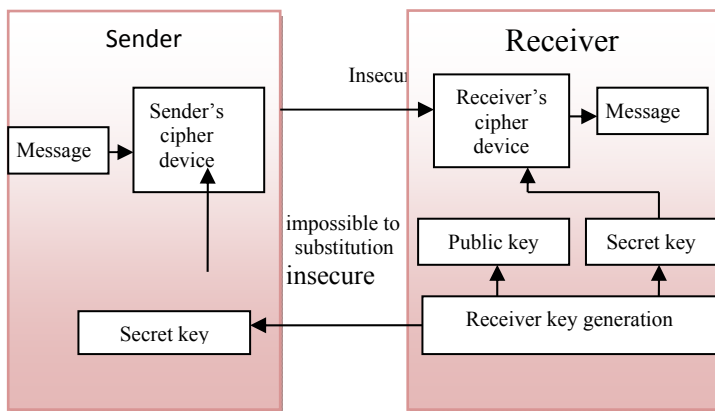 Sender
Receiver
Insecur
Sender's
cipher
device
Receiver's
cipher
device
Message
Message
impossible to
substitution
insecure
Public key
Secret key
Secret key
Receiver key generation